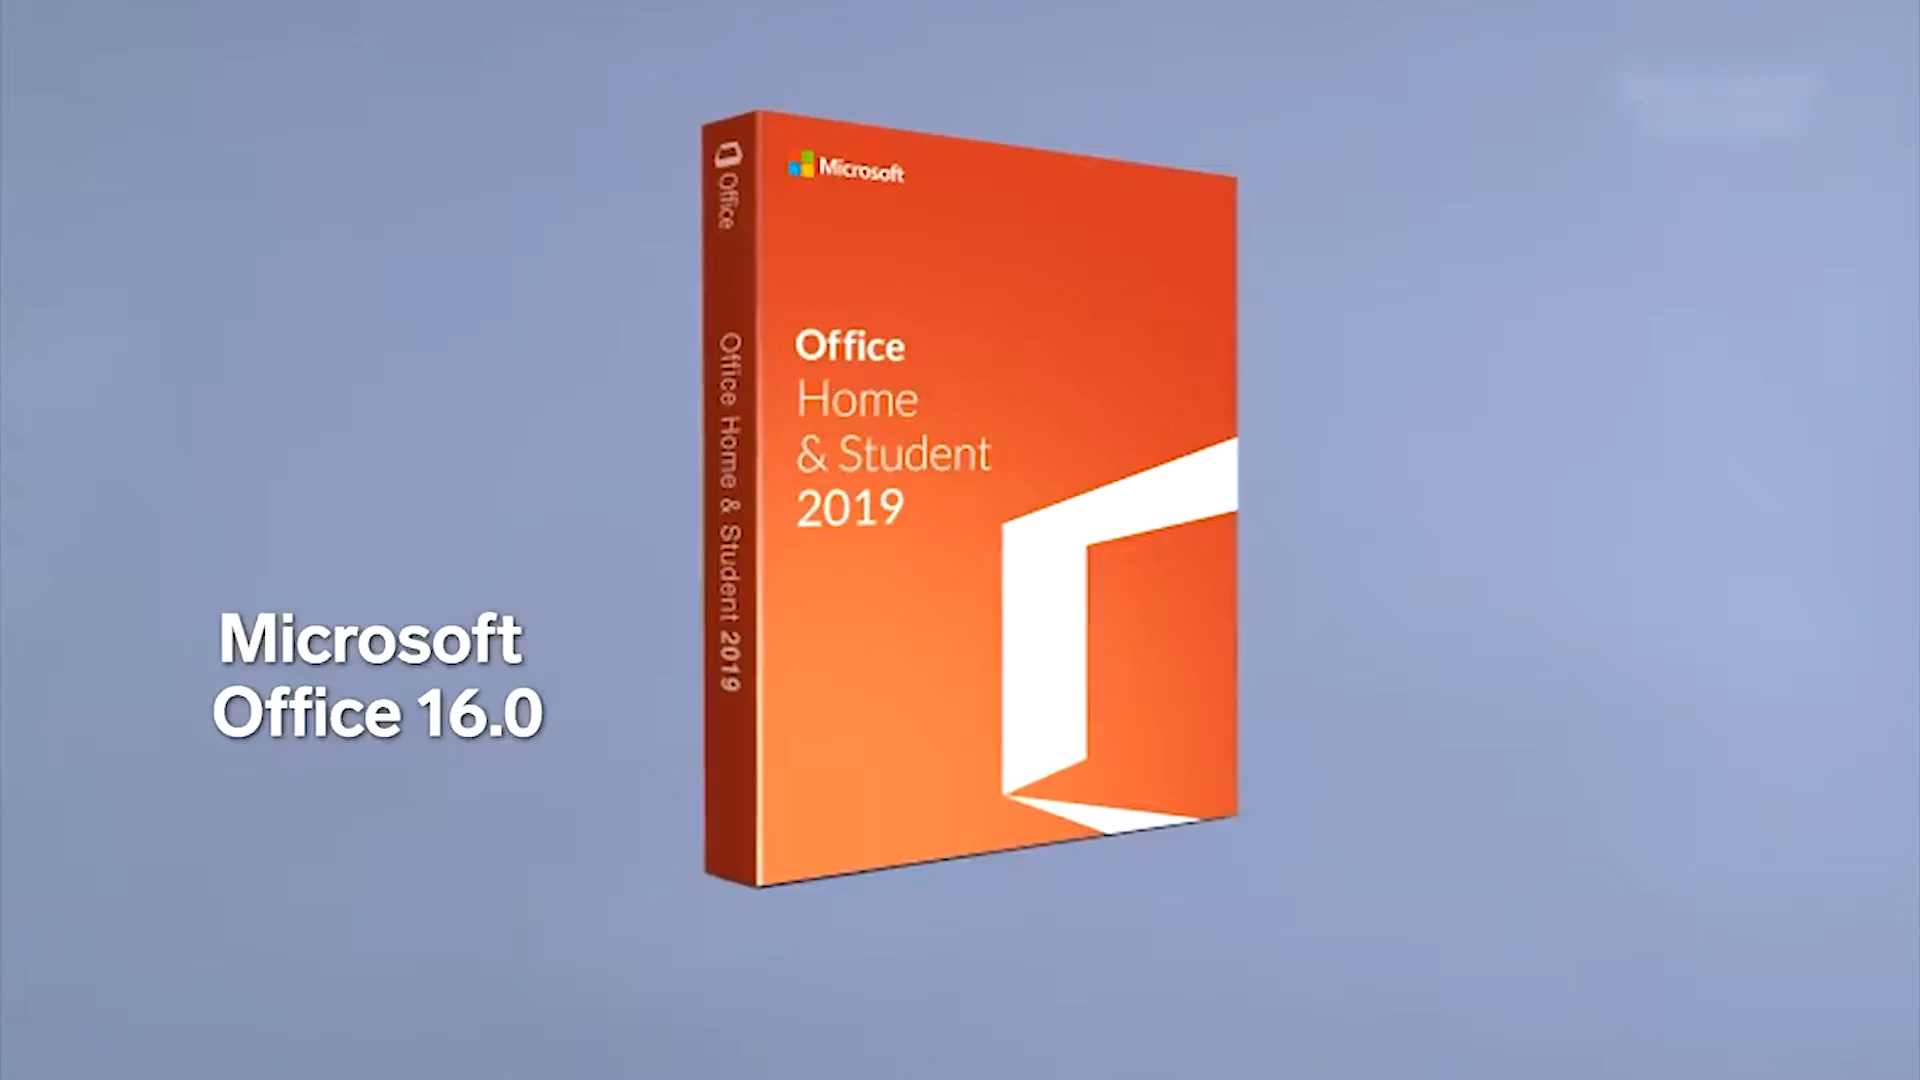 Office
Office Home & Student 2019
Microsoft
Office
Home
& Student
2019
Microsoft
Office 16.0